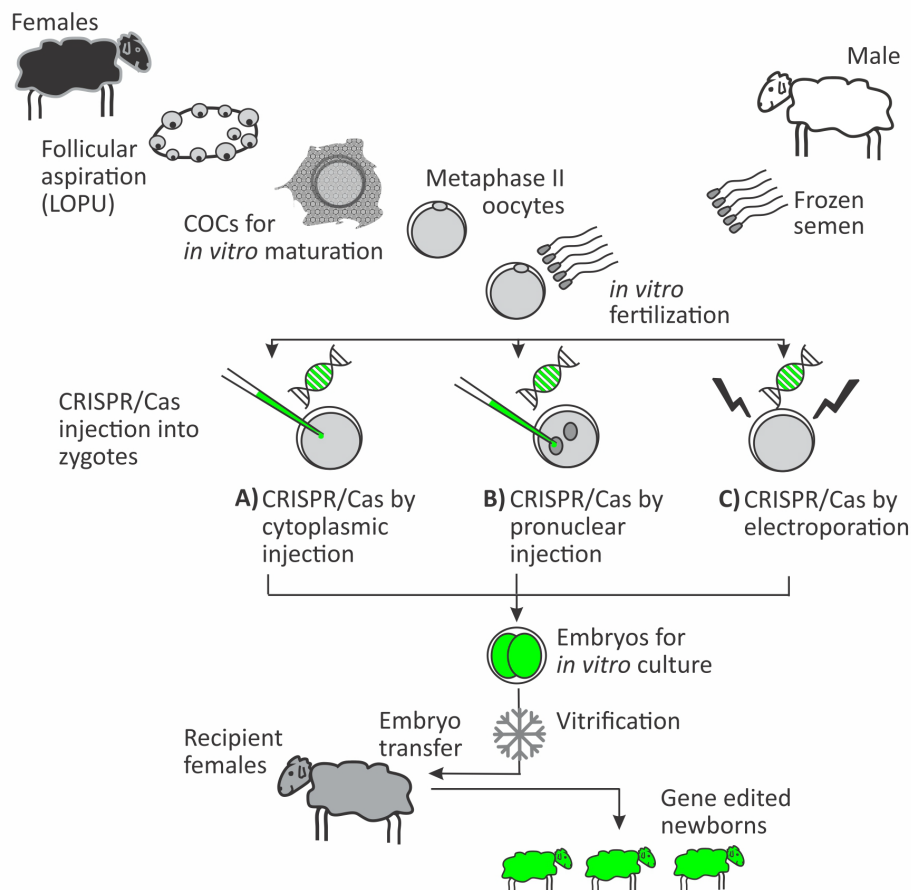 Females
Male
Follicular
aspiration
(LOPU)
COCs for
in vitro maturation
Metaphase II
oocytes
Frozen
semen
in vitro
fertilization
CRISPR/Cas
injection into
zygotes
A) CRISPR/Cas by
cytoplasmic
injection
B) CRISPR/Cas by
pronuclear
injection
C) CRISPR/Cas by
electroporation
Embryos for
in vitro culture
Vitrification
Embryo
transfer
Recipient
females
Gene edited
newborns